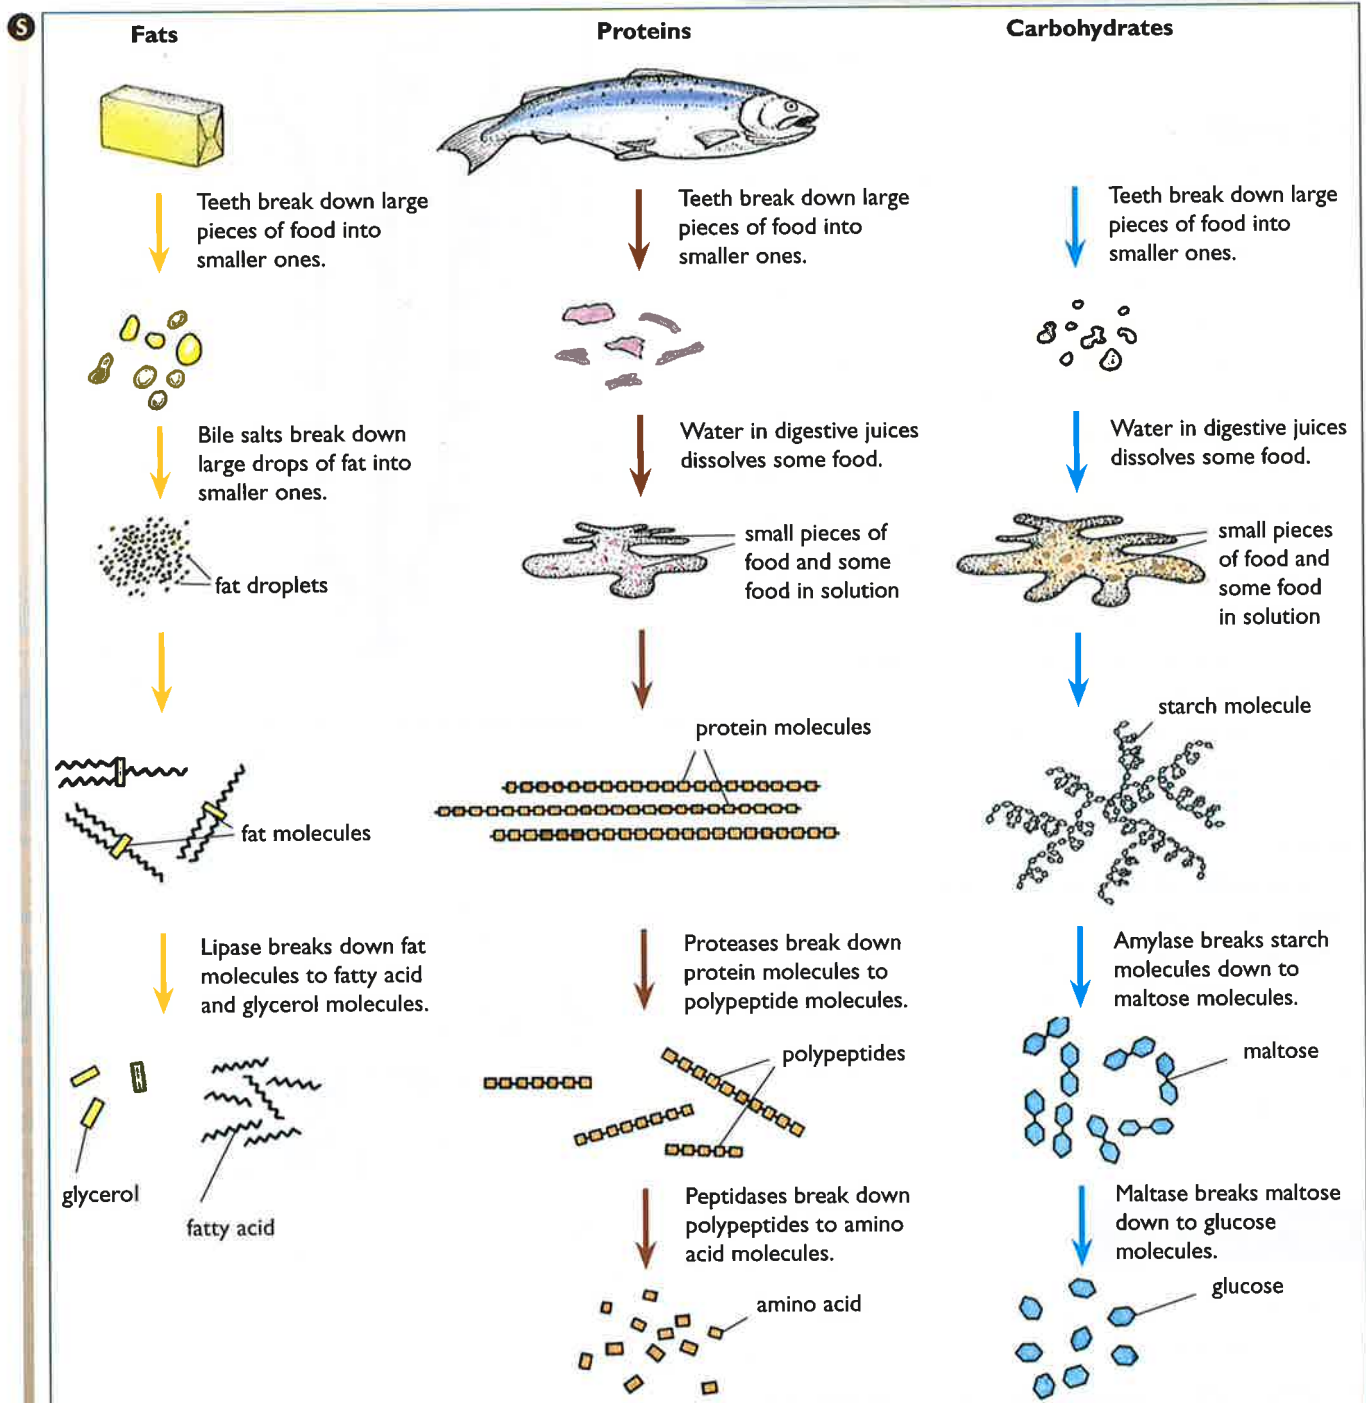 S
Fats
Proteins
Carbohydrates
Teeth break down large
pieces of food into
smaller ones.
Teeth break down large
pieces of food into
smaller ones.
Teeth break down large
pieces of food into
smaller ones.
Bile salts break down
large drops of fat into
smaller ones.
Water in digestive juices
dissolves some food.
Water in digestive juices
dissolves some food.
fat droplets
small pieces of
food and some
food in solution
small pieces
of food and
some food
in solution
fat molecules
protein molecules
starch molecule
Lipase breaks down fat
molecules to fatty acid
and glycerol molecules.
Proteases break down
protein molecules to
polypeptide molecules.
Amylase breaks starch
molecules down to
maltose molecules.
glycerol
fatty acid
polypeptides
maltose
Peptidases break down
polypeptides to amino
acid molecules.
Maltase breaks maltose
down to glucose
molecules.
amino acid
glucose